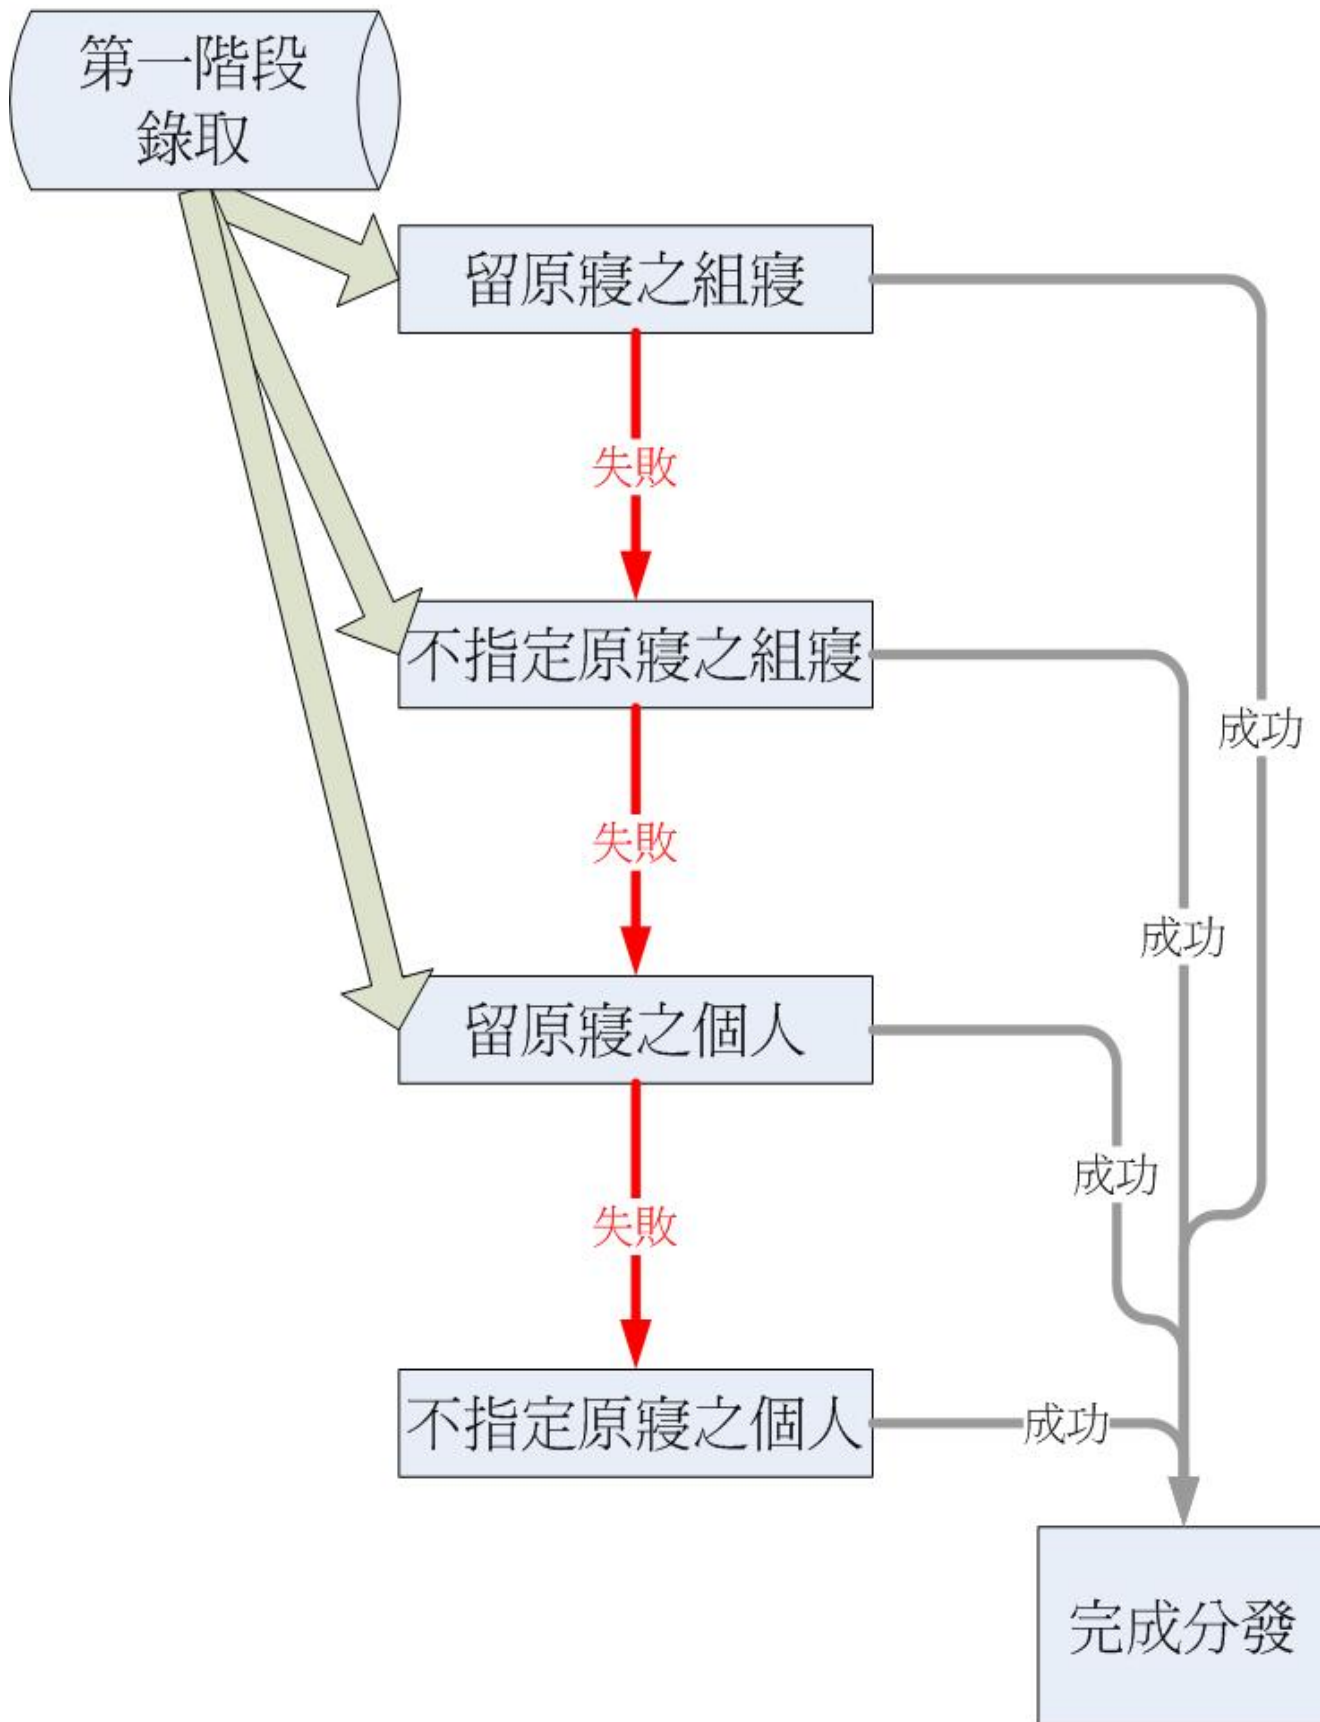 第一階段
錄取
留原寢之組寢
失敗
不指定原寢之組寢
成功
失敗
成功
留原寢之個人
成功
失敗
不指定原寢之個人
成功
完成分發